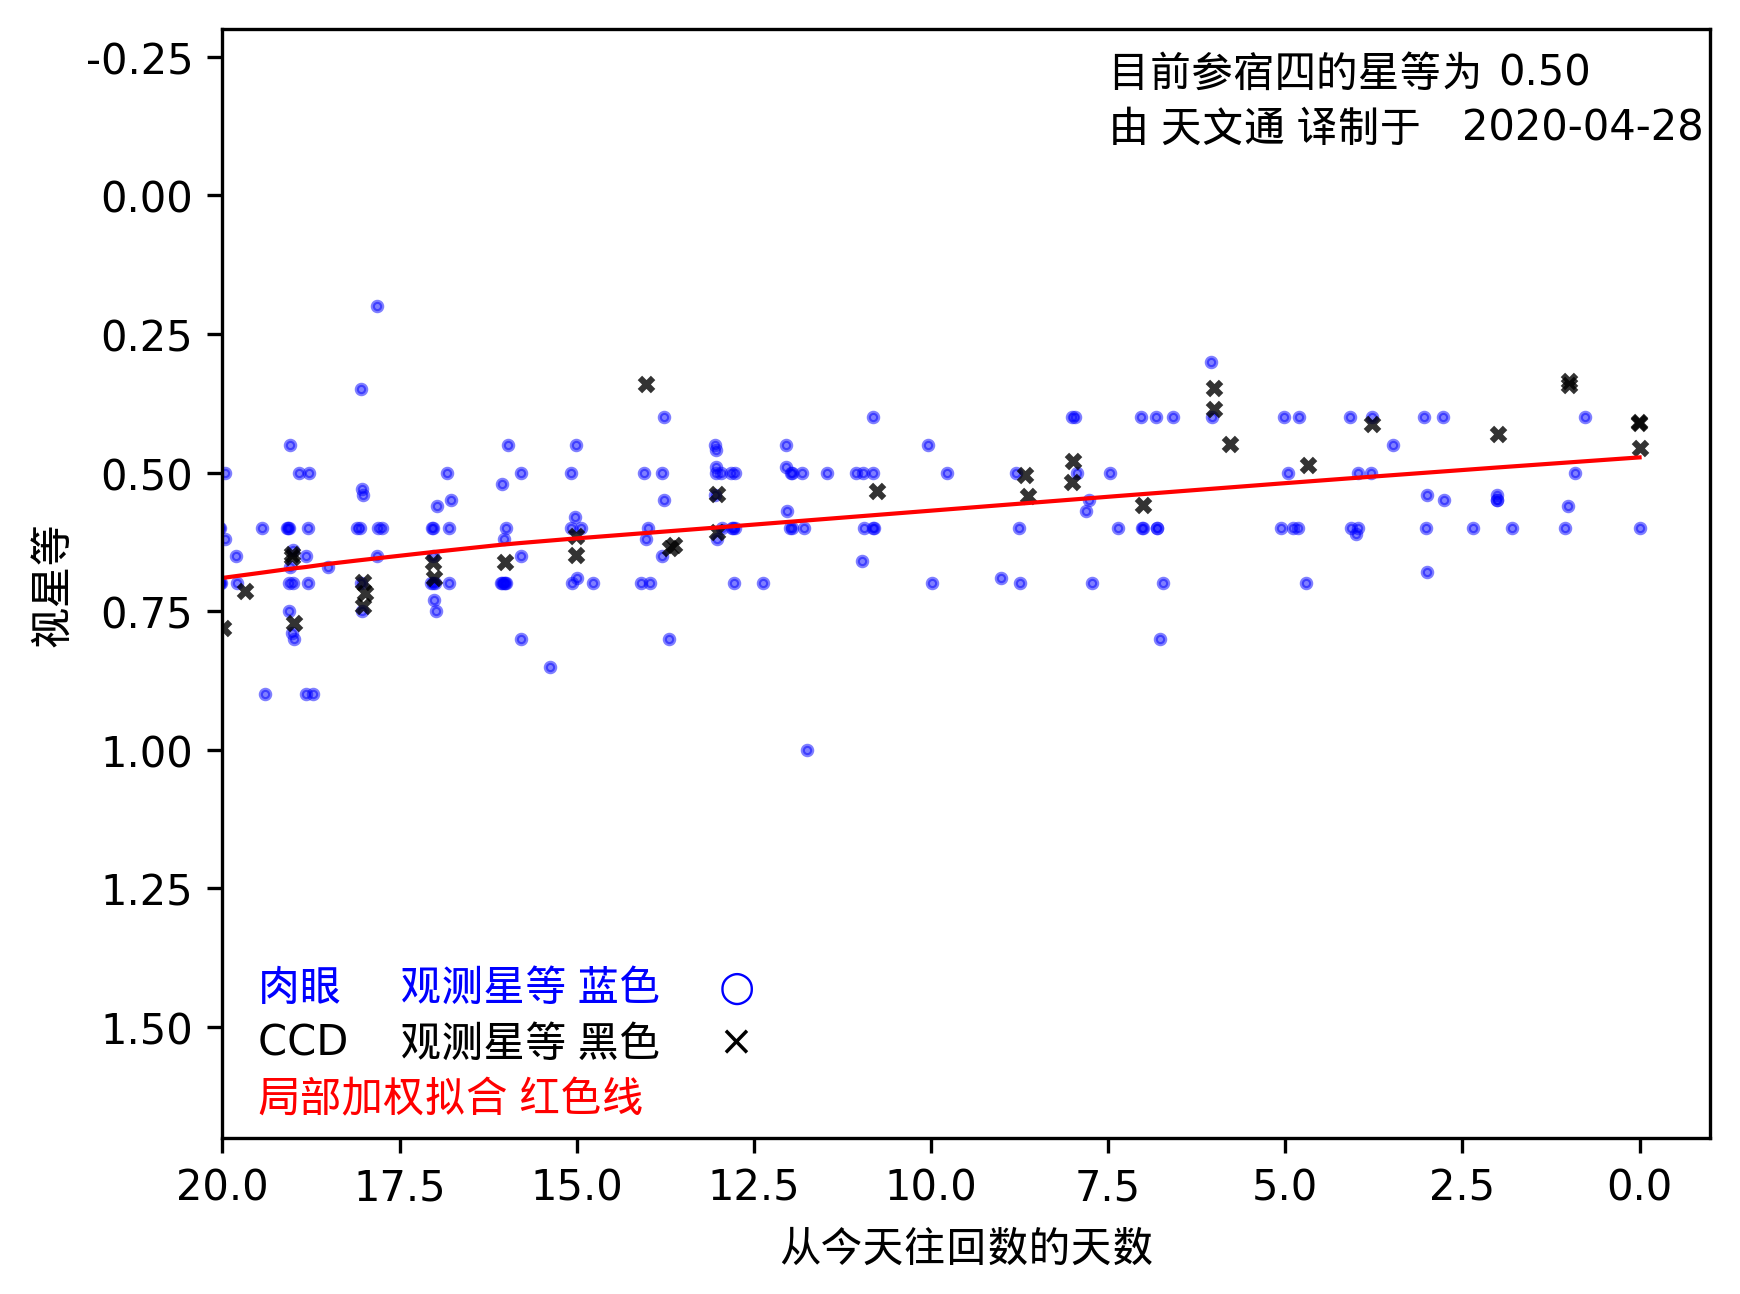 目前参宿四的星等为 0.50
由 天文通 译制于 2020-04-28
-0.25
0.00
0.25
0.50
0.75
1.00
1.25
1.50
视星等
肉眼 观测星等 蓝色 ○
CCD 观测星等 黑色 ×
局部加权拟合 红色线
20.0 17.5 15.0 12.5 10.0 7.5 5.0 2.5 0.0
从今天往回数的天数